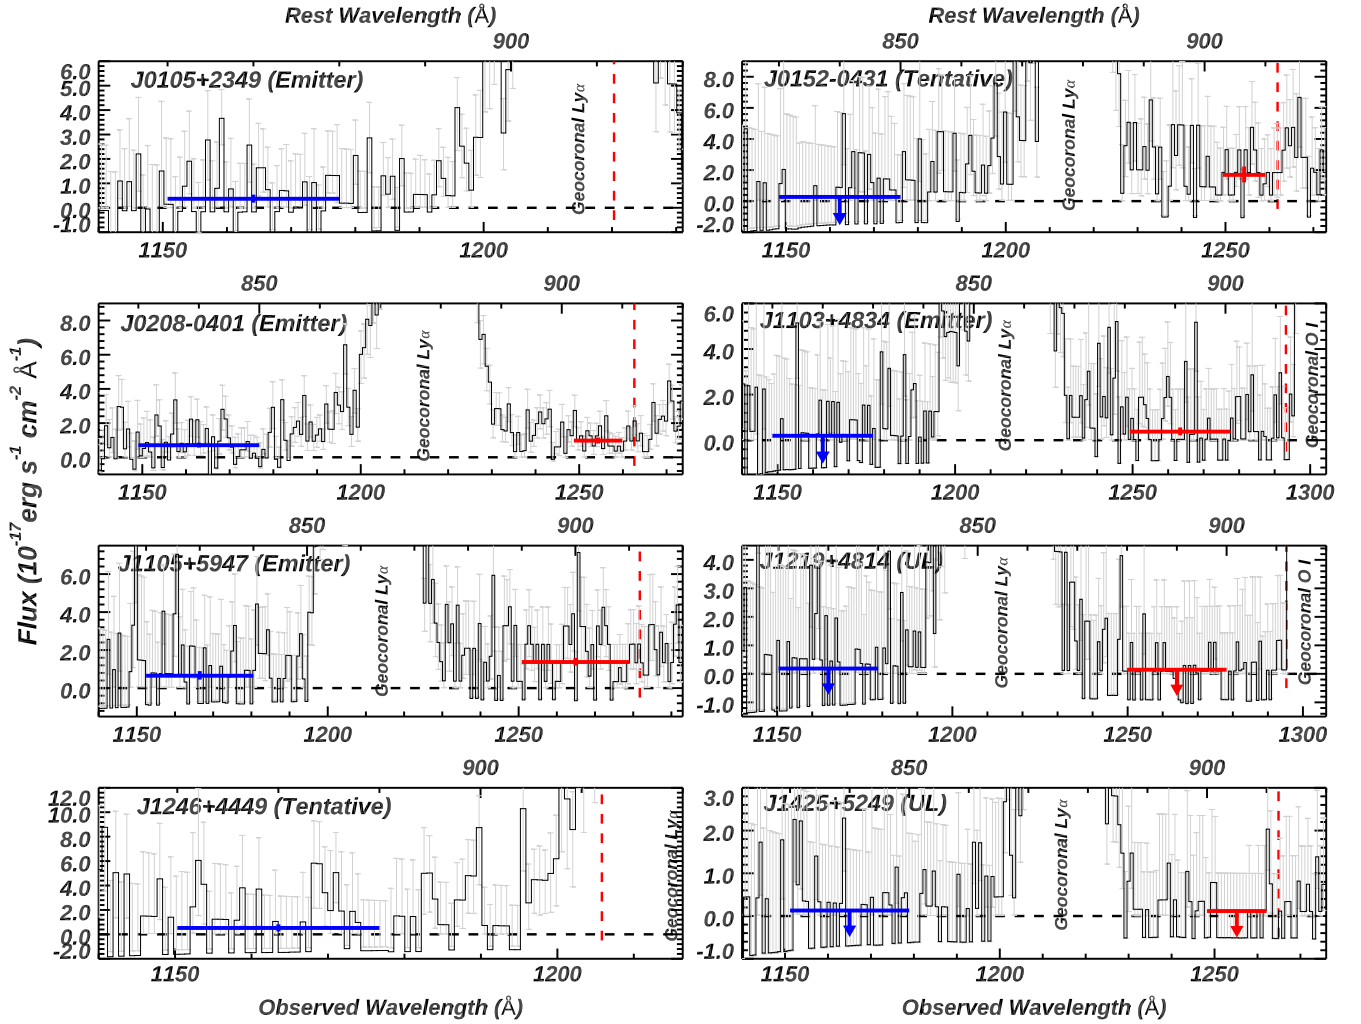 Rest Wavelength (Å)
Rest Wavelength (Å)
900
850 900
J0105+2349 (Emitter)
6.0
5.0
4.0
3.0
2.0
1.0
0.0
-1.0
Geocoronal Lyα
1150 1200
J0152-0431 (Tentative)
8.0
6.0
4.0
2.0
0.0
-2.0
Geocoronal Lyα
1150 1200 1250
850 900
J0208-0401 (Emitter)
8.0
6.0
4.0
2.0
0.0
Geocoronal Lyα
1150 1200 1250
850 900
J1103+4834 (Emitter)
6.0
4.0
2.0
0.0
Geocoronal Lyα
Geocoronal O I
1150 1200 1250 1300
Flux (10⁻¹⁷ erg s⁻¹ cm⁻² Å⁻¹)
850 900
J1105+5947 (Emitter)
6.0
4.0
2.0
0.0
Geocoronal Lyα
1150 1200 1250
850 900
J1219+4814 (UL)
4.0
3.0
2.0
1.0
0.0
-1.0
Geocoronal Lyα
Geocoronal O I
1150 1200 1250 1300
900
J1246+4449 (Tentative)
12.0
10.0
8.0
6.0
4.0
2.0
0.0
-2.0
Geocoronal Lyα
1150 1200
850 900
J1425+5249 (UL)
3.0
2.0
1.0
0.0
-1.0
Geocoronal Lyα
1150 1200 1250
Observed Wavelength (Å)
Observed Wavelength (Å)